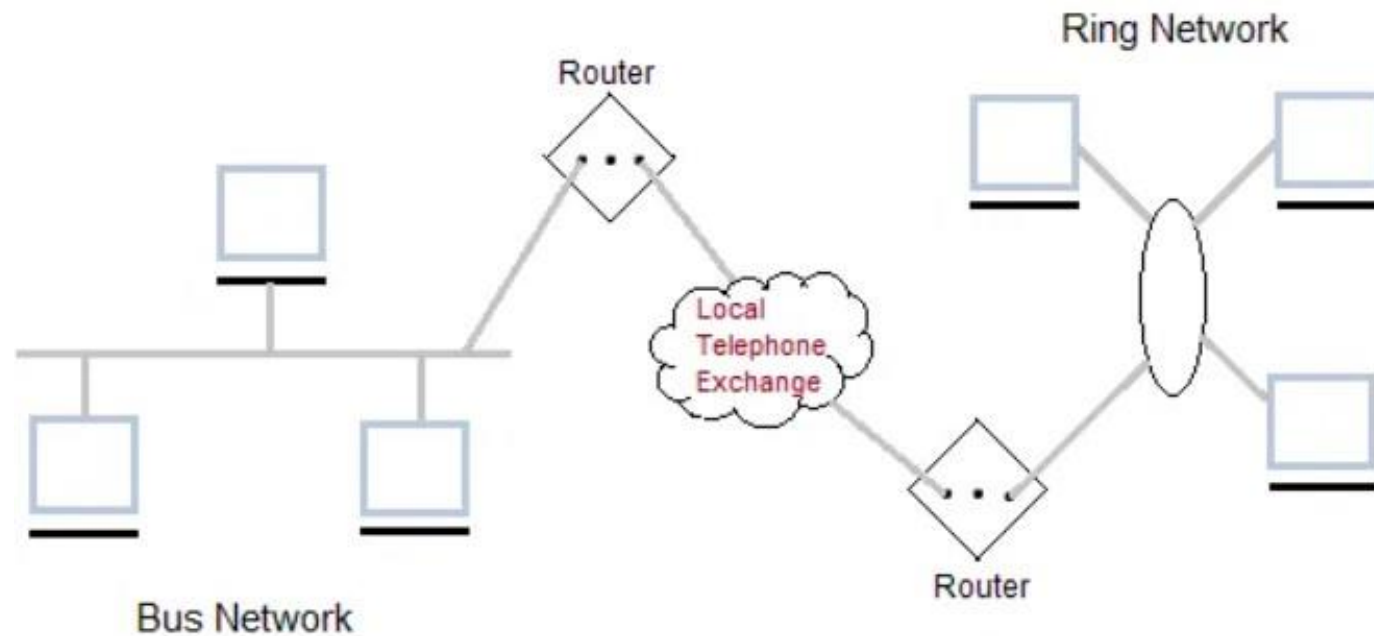 Ring Network
Router
Local
Telephone
Exchange
Router
Bus Network